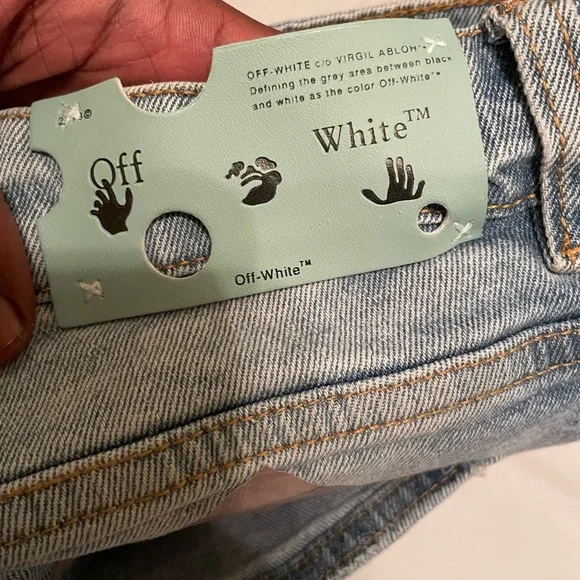 OFF-WHITE c/o VIRGIL ABLOH™
Defining the grey area between black
and white as the color Off-White™
©
Off
White™
Off-White™